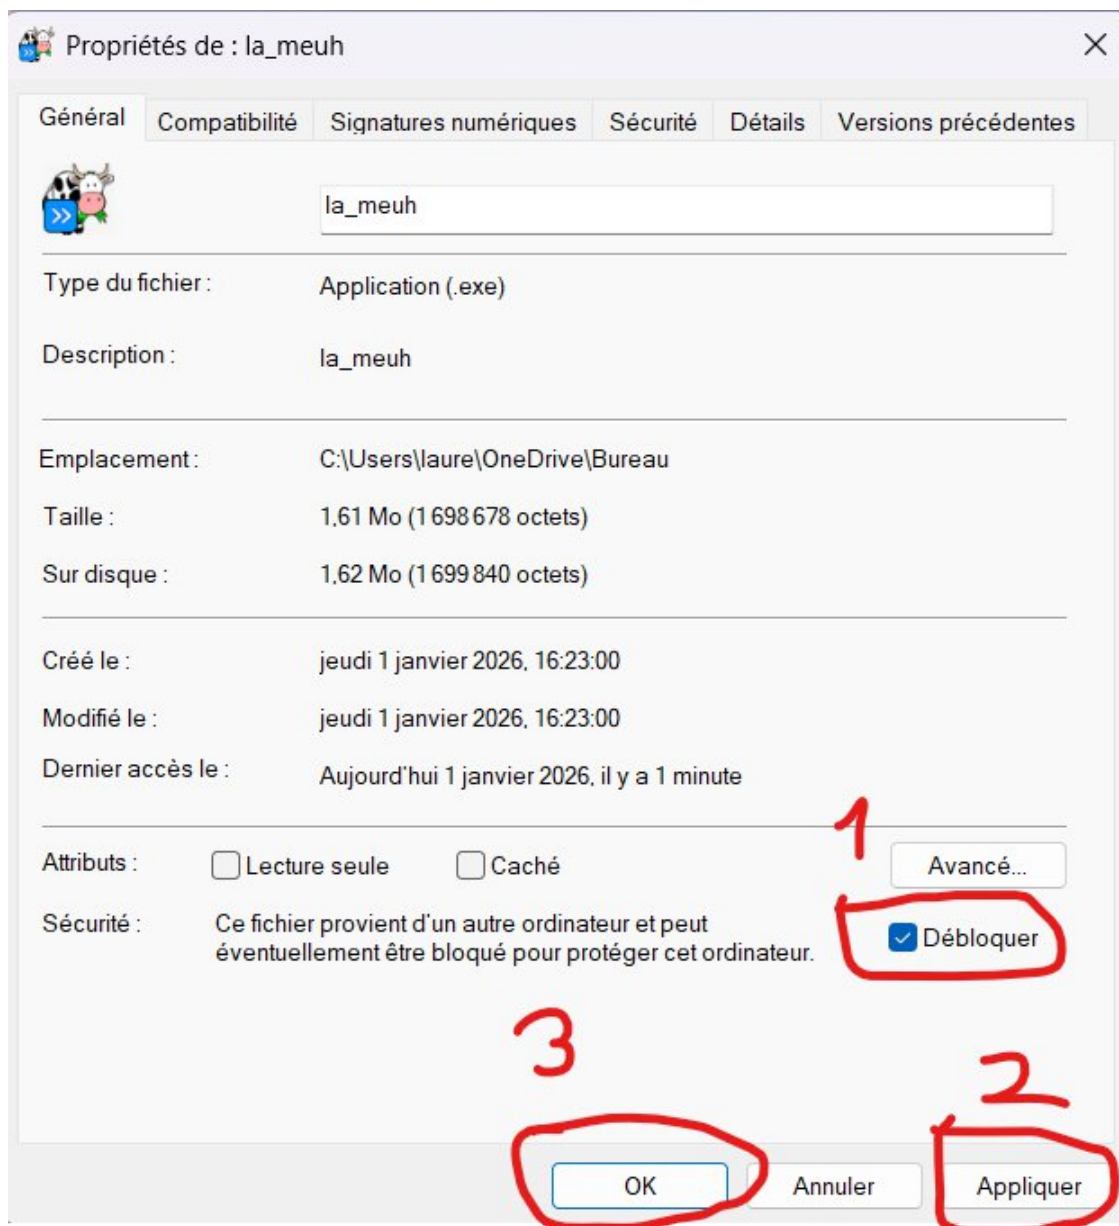 Propriétés de : la_meuh
Général Compatibilité Signatures numériques Sécurité Détails Versions précédentes
la_meuh
Type du fichier : Application (.exe)
Description : la_meuh
Emplacement : C:\Users\laure\OneDrive\Bureau
Taille : 1,61 Mo (1 698 678 octets)
Sur disque : 1,62 Mo (1 699 840 octets)
Créé le : jeudi 1 janvier 2026, 16:23:00
Modifié le : jeudi 1 janvier 2026, 16:23:00
Dernier accès le : Aujourd'hui 1 janvier 2026, il y a 1 minute
1
Attributs : Lecture seule Caché Avancé...
Sécurité : Ce fichier provient d'un autre ordinateur et peut
éventuellement être bloqué pour protéger cet ordinateur.
Débloquer
3
2
OK Annuler Appliquer